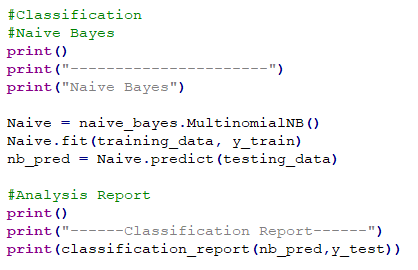 #Classification
#Naive Bayes
print()
print("----------------------")
print("Naive Bayes")
Naive = naive_bayes.MultinomialNB()
Naive.fit(training_data, y_train)
nb_pred = Naive.predict(testing_data)
#Analysis Report
print()
print("------Classification Report------")
print(classification_report(nb_pred,y_test))